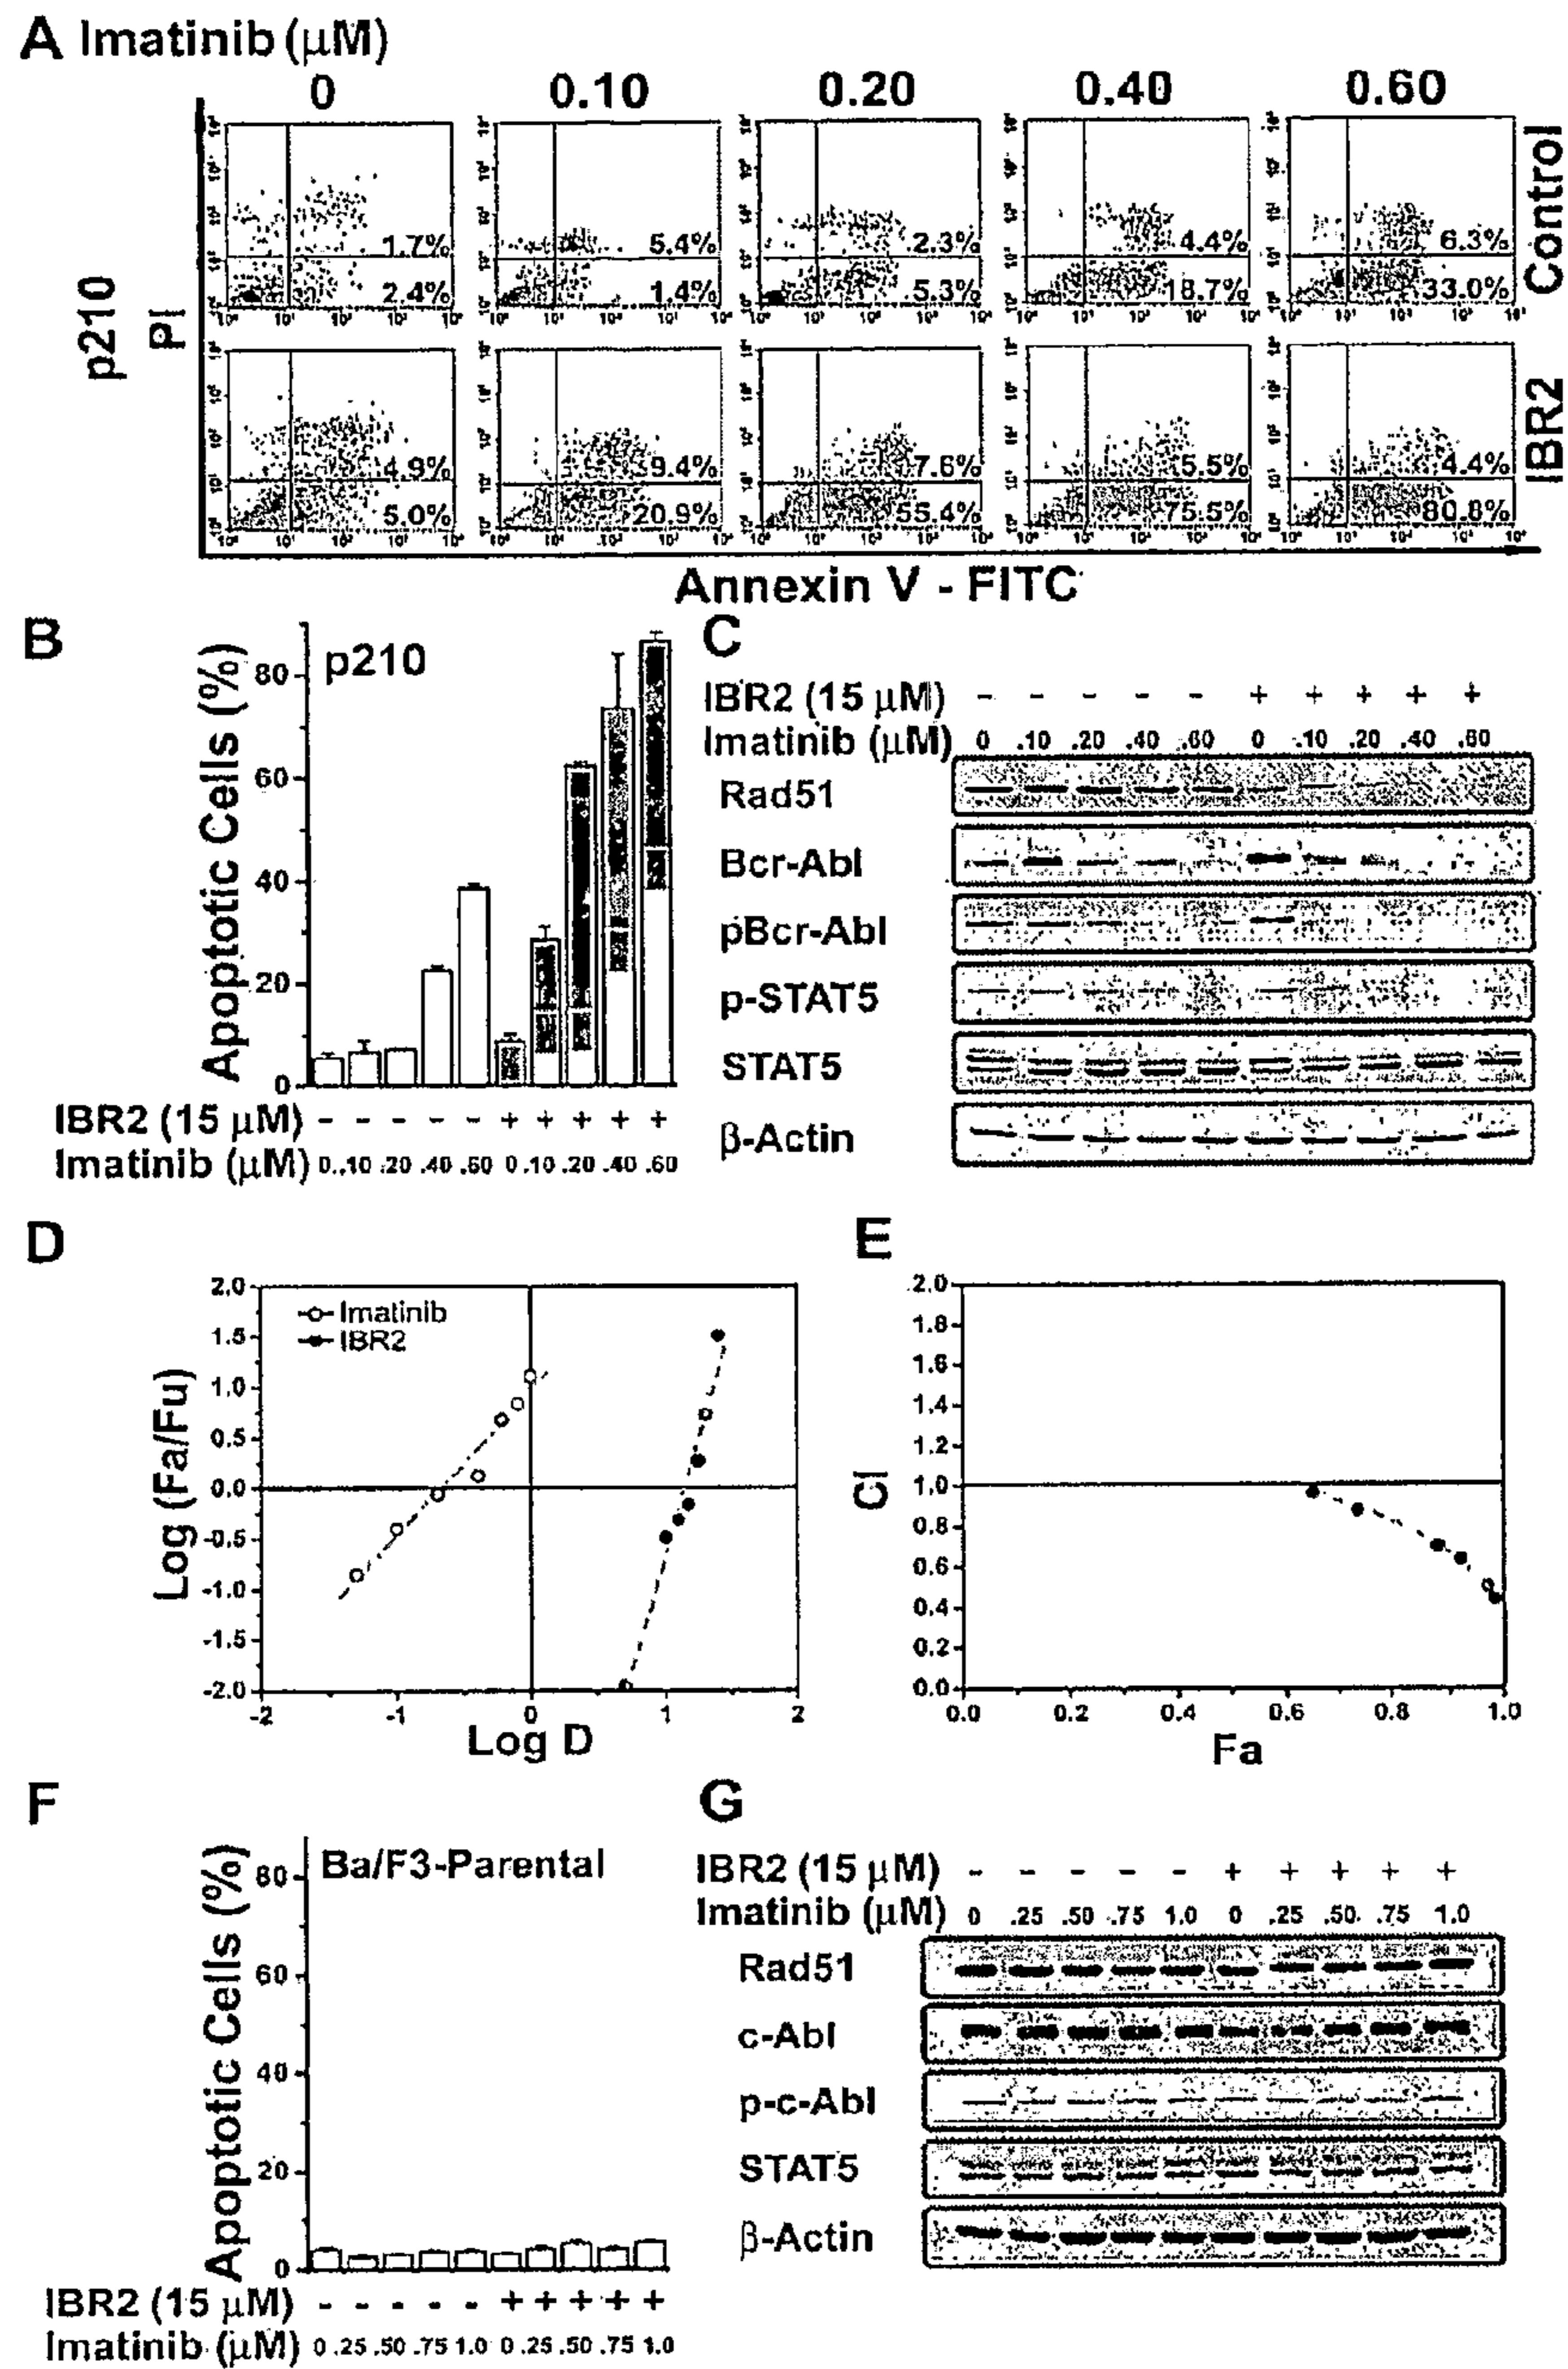 A Imatinib (μM)
0 0.10 0.20 0.40 0.60
Control
1.7% 5.4% 2.3% 4.4% 6.3%
2.4% 1.4% 5.3% 18.7% 33.0%
p210
PI
IBR2
4.9% 9.4% 7.6% 5.5% 4.4%
5.0% 20.9% 55.4% 75.5% 80.8%
Annexin V - FITC
B
p210
Apoptotic Cells (%)
80
60
40
20
0
IBR2 (15 μM) - - - - - + + + + +
Imatinib (μM) 0 .10 .20 .40 .60 0 .10 .20 .40 .60
C
IBR2 (15 μM) - - - - - + + + + +
Imatinib (μM) 0 .10 .20 .40 .60 0 .10 .20 .40 .60
Rad51
Bcr-Abl
pBcr-Abl
p-STAT5
STAT5
β-Actin
D
Imatinib
IBR2
Log (Fa/Fu)
2.0
1.5
1.0
0.5
0.0
-0.5
-1.0
-1.5
-2.0
-2 -1 0 1 2
Log D
E
CI
2.0
1.8
1.6
1.4
1.2
1.0
0.8
0.6
0.4
0.2
0.0
0.0 0.2 0.4 0.6 0.8 1.0
Fa
F
Ba/F3-Parental
Apoptotic Cells (%)
80
60
40
20
0
IBR2 (15 μM) - - - - - + + + + +
Imatinib (μM) 0 .25 .50 .75 1.0 0 .25 .50 .75 1.0
G
IBR2 (15 μM) - - - - - + + + + +
Imatinib (μM) 0 .25 .50 .75 1.0 0 .25 .50 .75 1.0
Rad51
c-Abl
p-c-Abl
STAT5
β-Actin